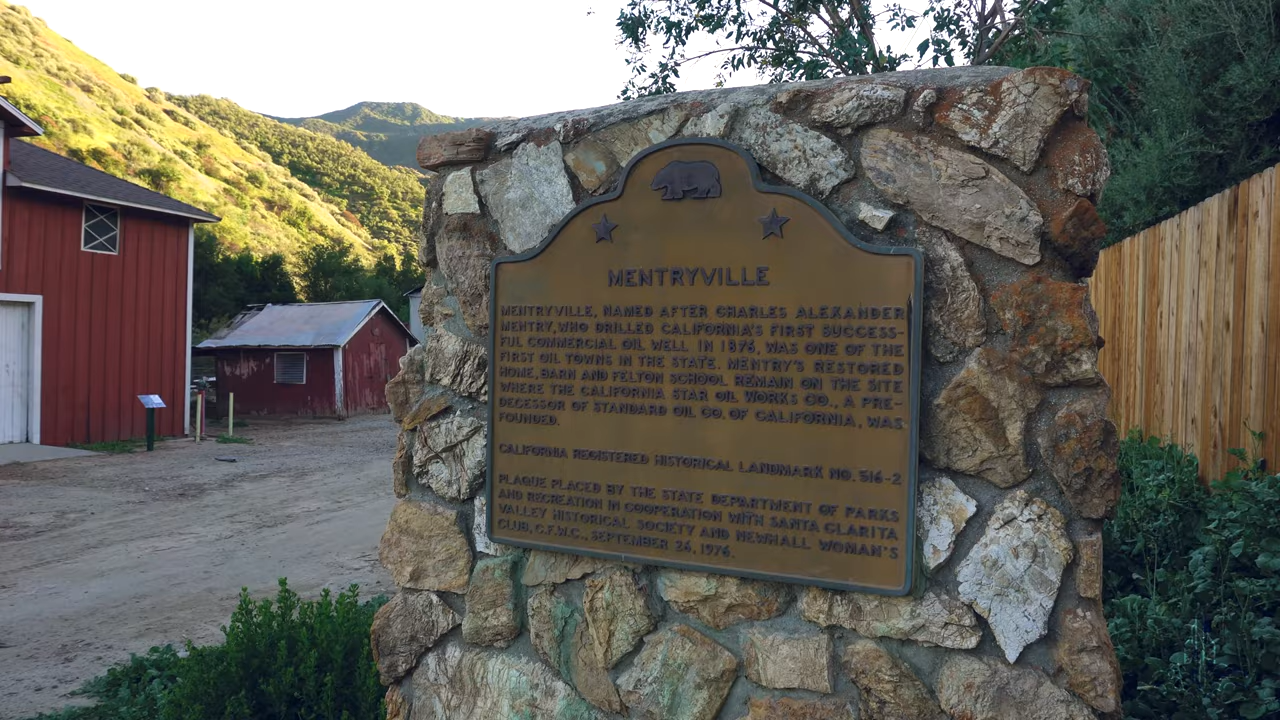 MENTRYVILLE
MENTRYVILLE, NAMED AFTER CHARLES ALEXANDER
MENTRY, WHO DRILLED CALIFORNIA'S FIRST SUCCESS-
FUL COMMERCIAL OIL WELL IN 1876, WAS ONE OF THE
FIRST OIL TOWNS IN THE STATE. MENTRY'S RESTORED
HOME, BARN AND FELTON SCHOOL REMAIN ON THE SITE
WHERE THE CALIFORNIA STAR OIL WORKS CO., A PRE-
DECESSOR OF STANDARD OIL CO. OF CALIFORNIA, WAS
FOUNDED.
CALIFORNIA REGISTERED HISTORICAL LANDMARK NO. 516-2
PLAQUE PLACED BY THE STATE DEPARTMENT OF PARKS
AND RECREATION IN COOPERATION WITH SANTA CLARITA
VALLEY HISTORICAL SOCIETY AND NEWHALL WOMAN'S
CLUB, C.F.W.C., SEPTEMBER 26, 1976.